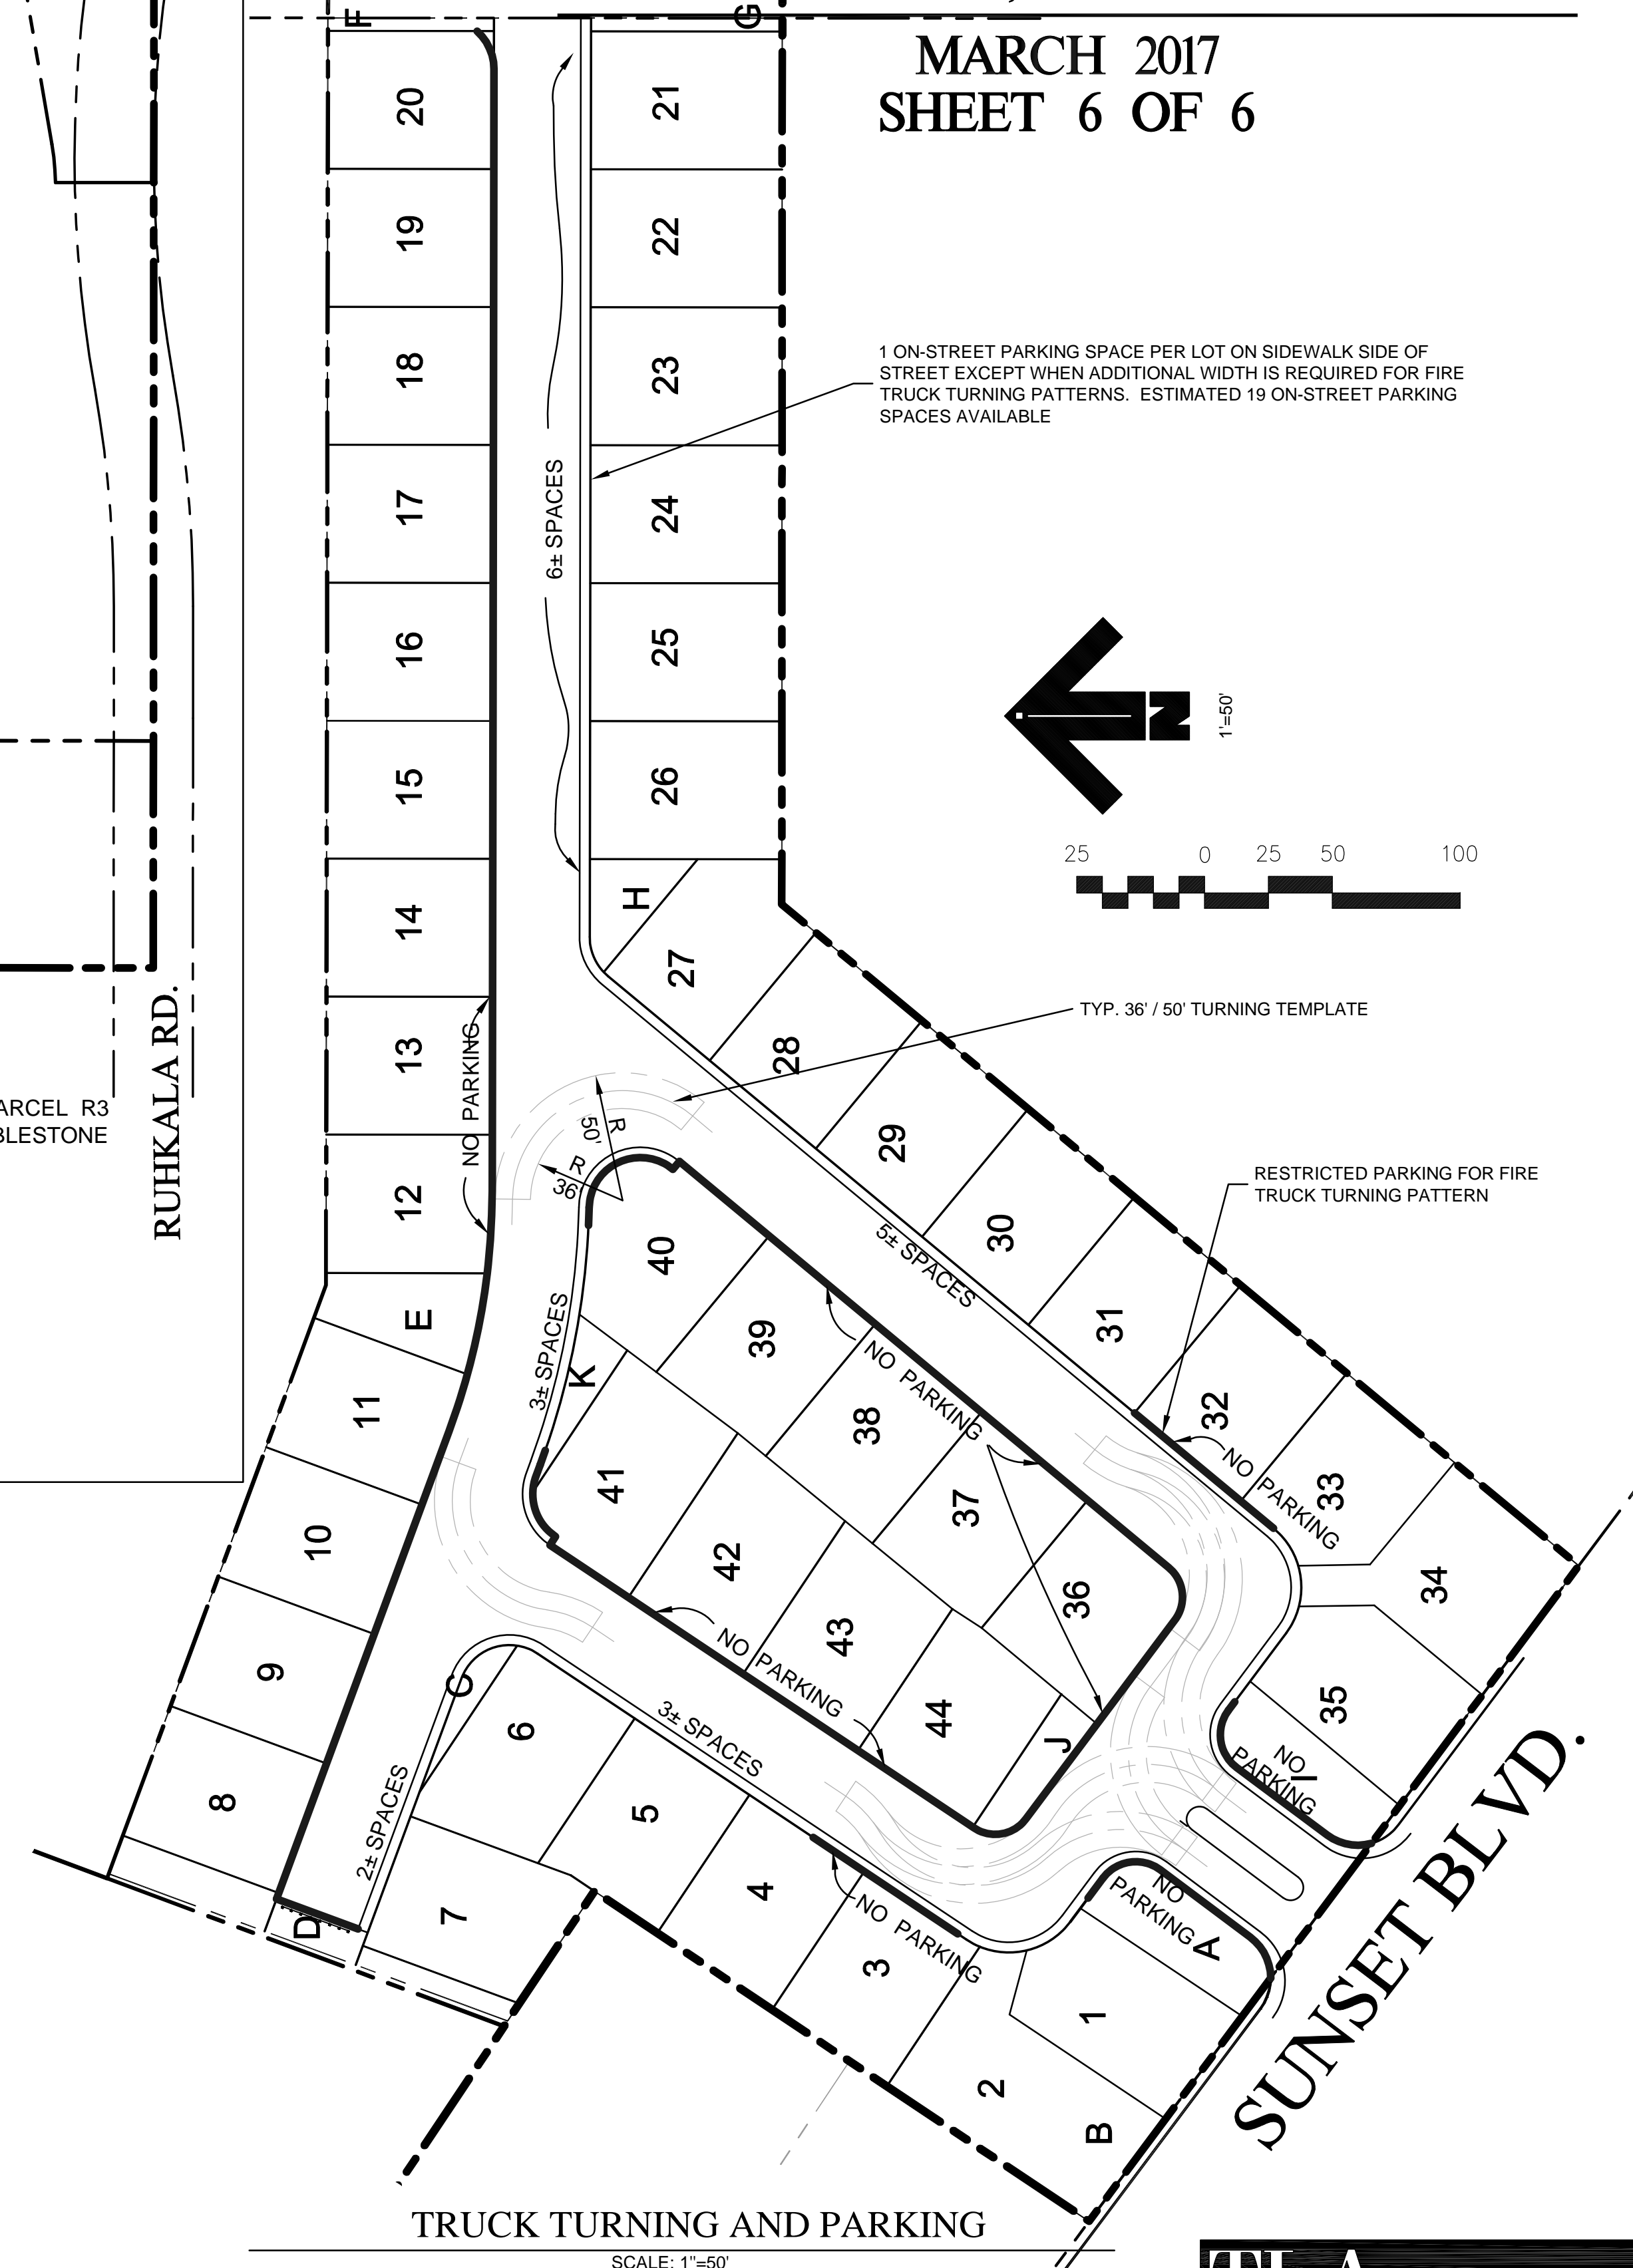 MARCH 2017
SHEET 6 OF 6
F
G
20
21
19
22
18
23
17
24
16
25
15
26
14
H
27
13
28
12
29
30
31
32
33
34
35
E
11
10
9
8
40
39
38
37
36
K
41
42
43
44
J
C
6
5
4
3
2
1
7
D
A
B
I
1 ON-STREET PARKING SPACE PER LOT ON SIDEWALK SIDE OF
STREET EXCEPT WHEN ADDITIONAL WIDTH IS REQUIRED FOR FIRE
TRUCK TURNING PATTERNS. ESTIMATED 19 ON-STREET PARKING
SPACES AVAILABLE
6± SPACES
N
1'=50'
25 0 25 50 100
TYP. 36' / 50' TURNING TEMPLATE
RESTRICTED PARKING FOR FIRE
TRUCK TURNING PATTERN
ARCEL R3
BLESTONE
RUHKALA RD.
NO PARKING
R
50'
R
36'
5± SPACES
3± SPACES
NO PARKING
NO PARKING
NO PARKING
3± SPACES
2± SPACES
NO PARKING
NO
PARKING
NO
PARKING
SUNSET BLVD.
TRUCK TURNING AND PARKING
SCALE: 1"=50'